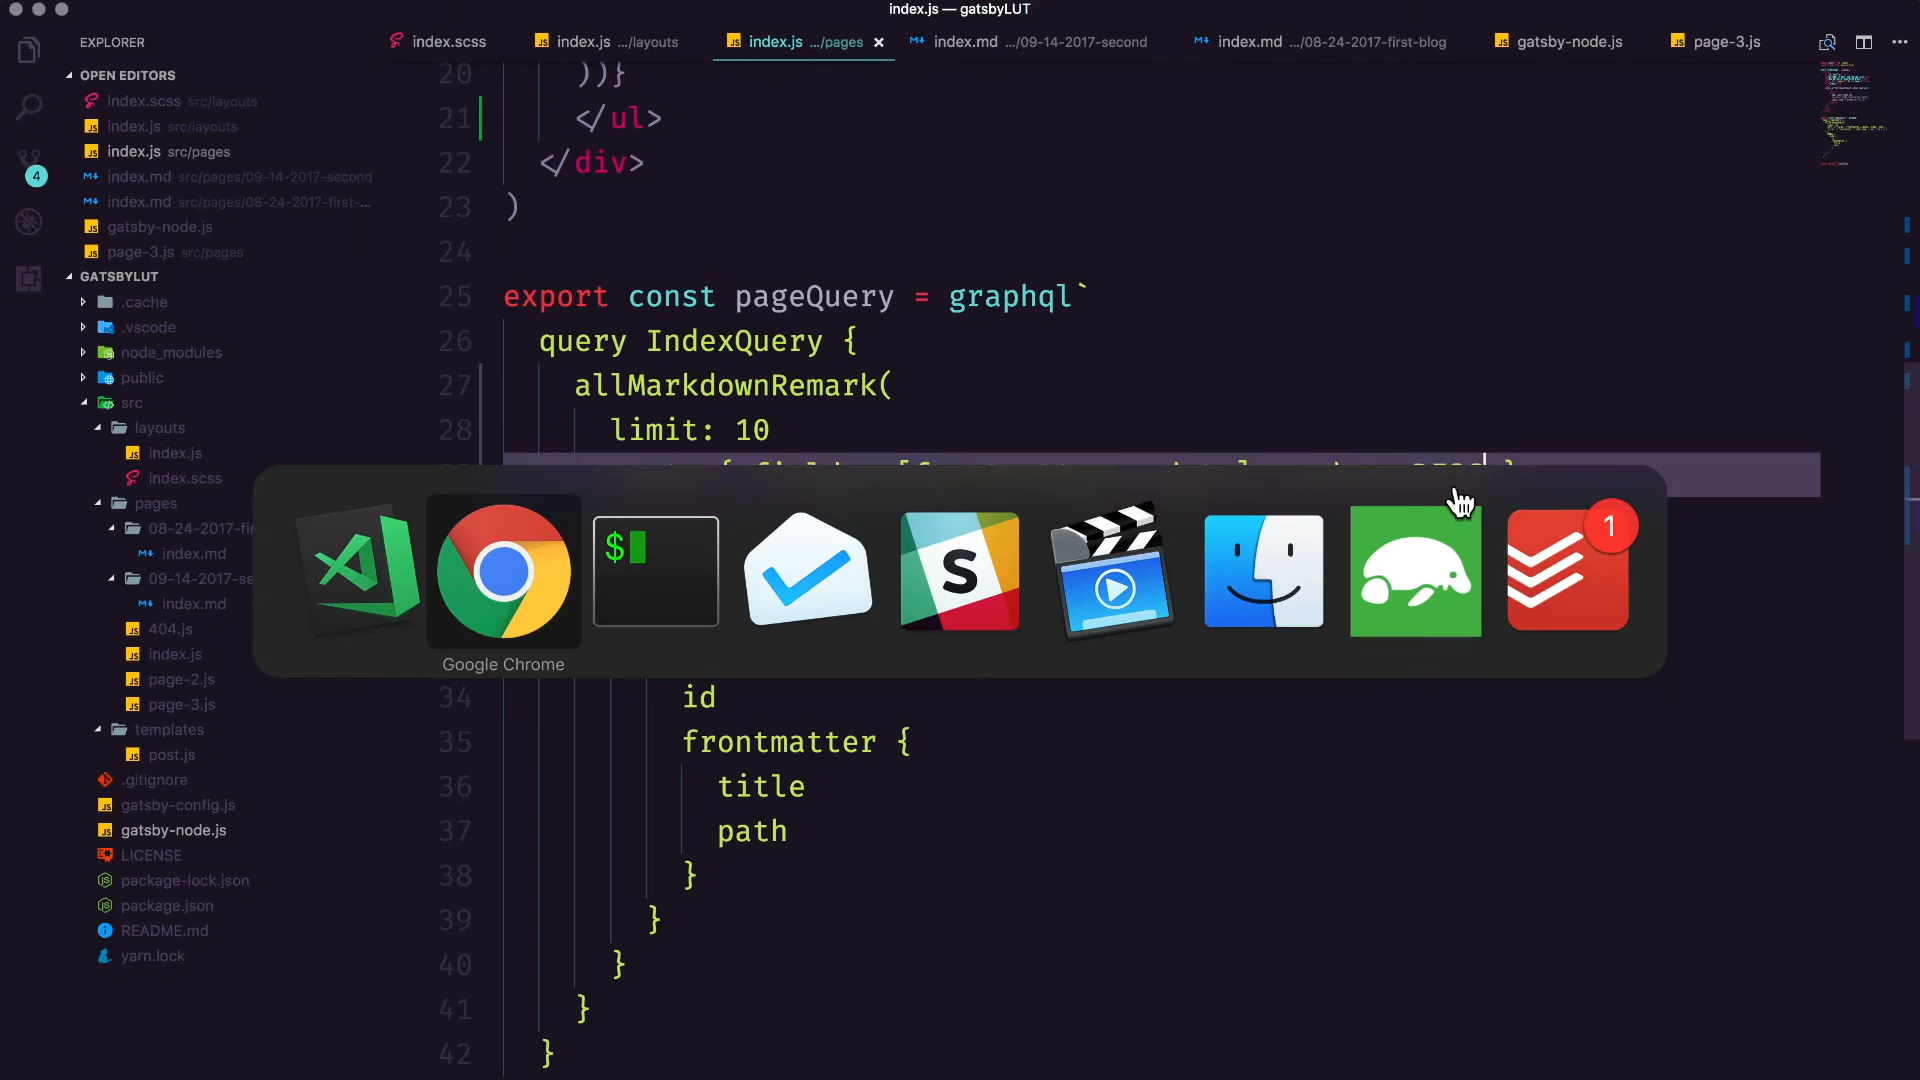 index.js — gatsbyLUT
EXPLORER
OPEN EDITORS
index.scss src/layouts
index.js src/layouts
index.js src/pages
index.md src/pages/09-14-2017-second
index.md src/pages/08-24-2017-first-...
gatsby-node.js
page-3.js src/pages
GATSBYLUT
.cache
.vscode
node_modules
public
src
layouts
index.js
index.scss
pages
08-24-2017-fi
index.md
09-14-2017-se
index.md
404.js
index.js
page-2.js
page-3.js
templates
post.js
.gitignore
gatsby-config.js
gatsby-node.js
LICENSE
package-lock.json
package.json
README.md
yarn.lock
4
index.scss
index.js .../layouts
index.js .../pages ×
index.md .../09-14-2017-second
index.md .../08-24-2017-first-blog
gatsby-node.js
page-3.js
20 ))}
21 </ul>
22 </div>
23 )
24
25 export const pageQuery = graphql`
26 query IndexQuery {
27 allMarkdownRemark(
28 limit: 10
$
S
1
Google Chrome
34 id
35 frontmatter {
36 title
37 path
38 }
39 }
40 }
41 }
42 }